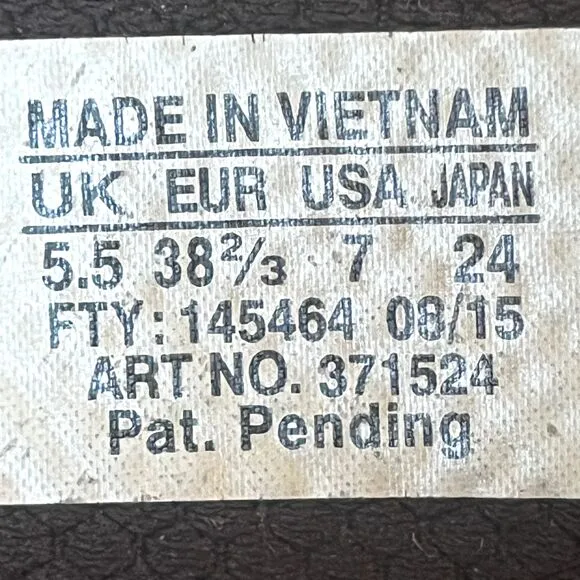 MADE IN VIETNAM
UK EUR USA JAPAN
5.5 38⅔ 7 24
FTY: 145464 08/15
ART NO. 371524
Pat. Pending